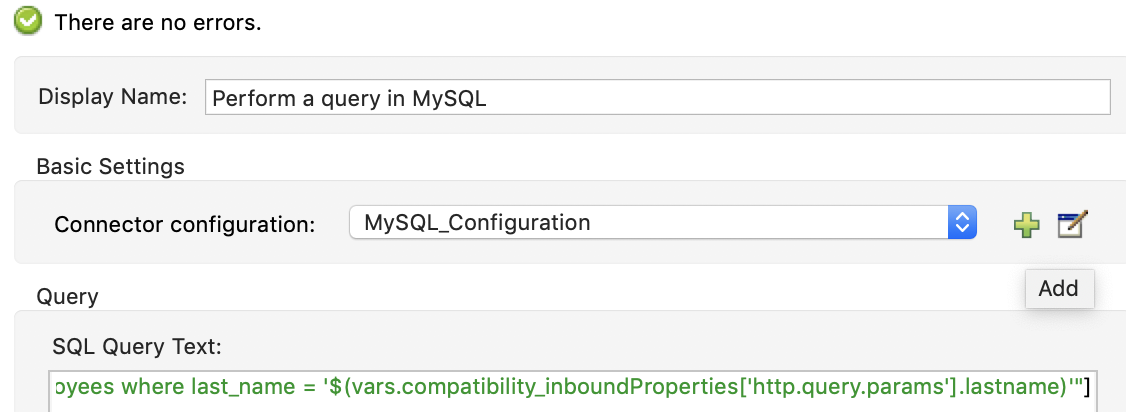 There are no errors.
Display Name: Perform a query in MySQL
Basic Settings
Connector configuration: MySQL_Configuration
Add
Query
SQL Query Text:
oyees where last_name = '$(vars.compatibility_inboundProperties['http.query.params'].lastname)'"]